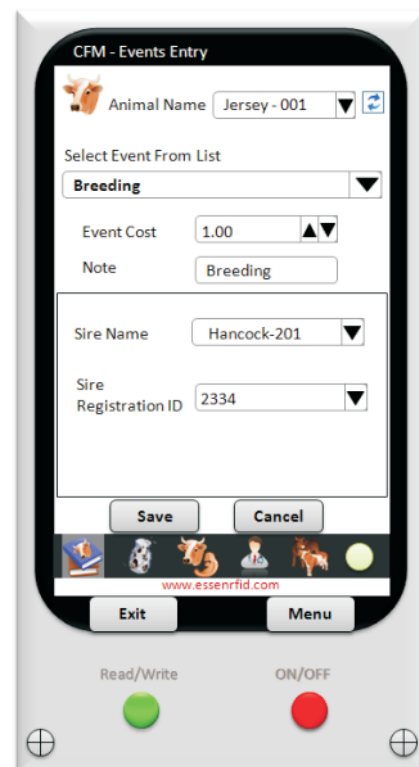 CFM - Events Entry
Animal Name Jersey - 001
Select Event From List
Breeding
Event Cost 1.00
Note Breeding
Sire Name Hancock-201
Sire
Registration ID 2334
Save Cancel
www.essenrfid.com
Exit Menu
Read/Write ON/OFF